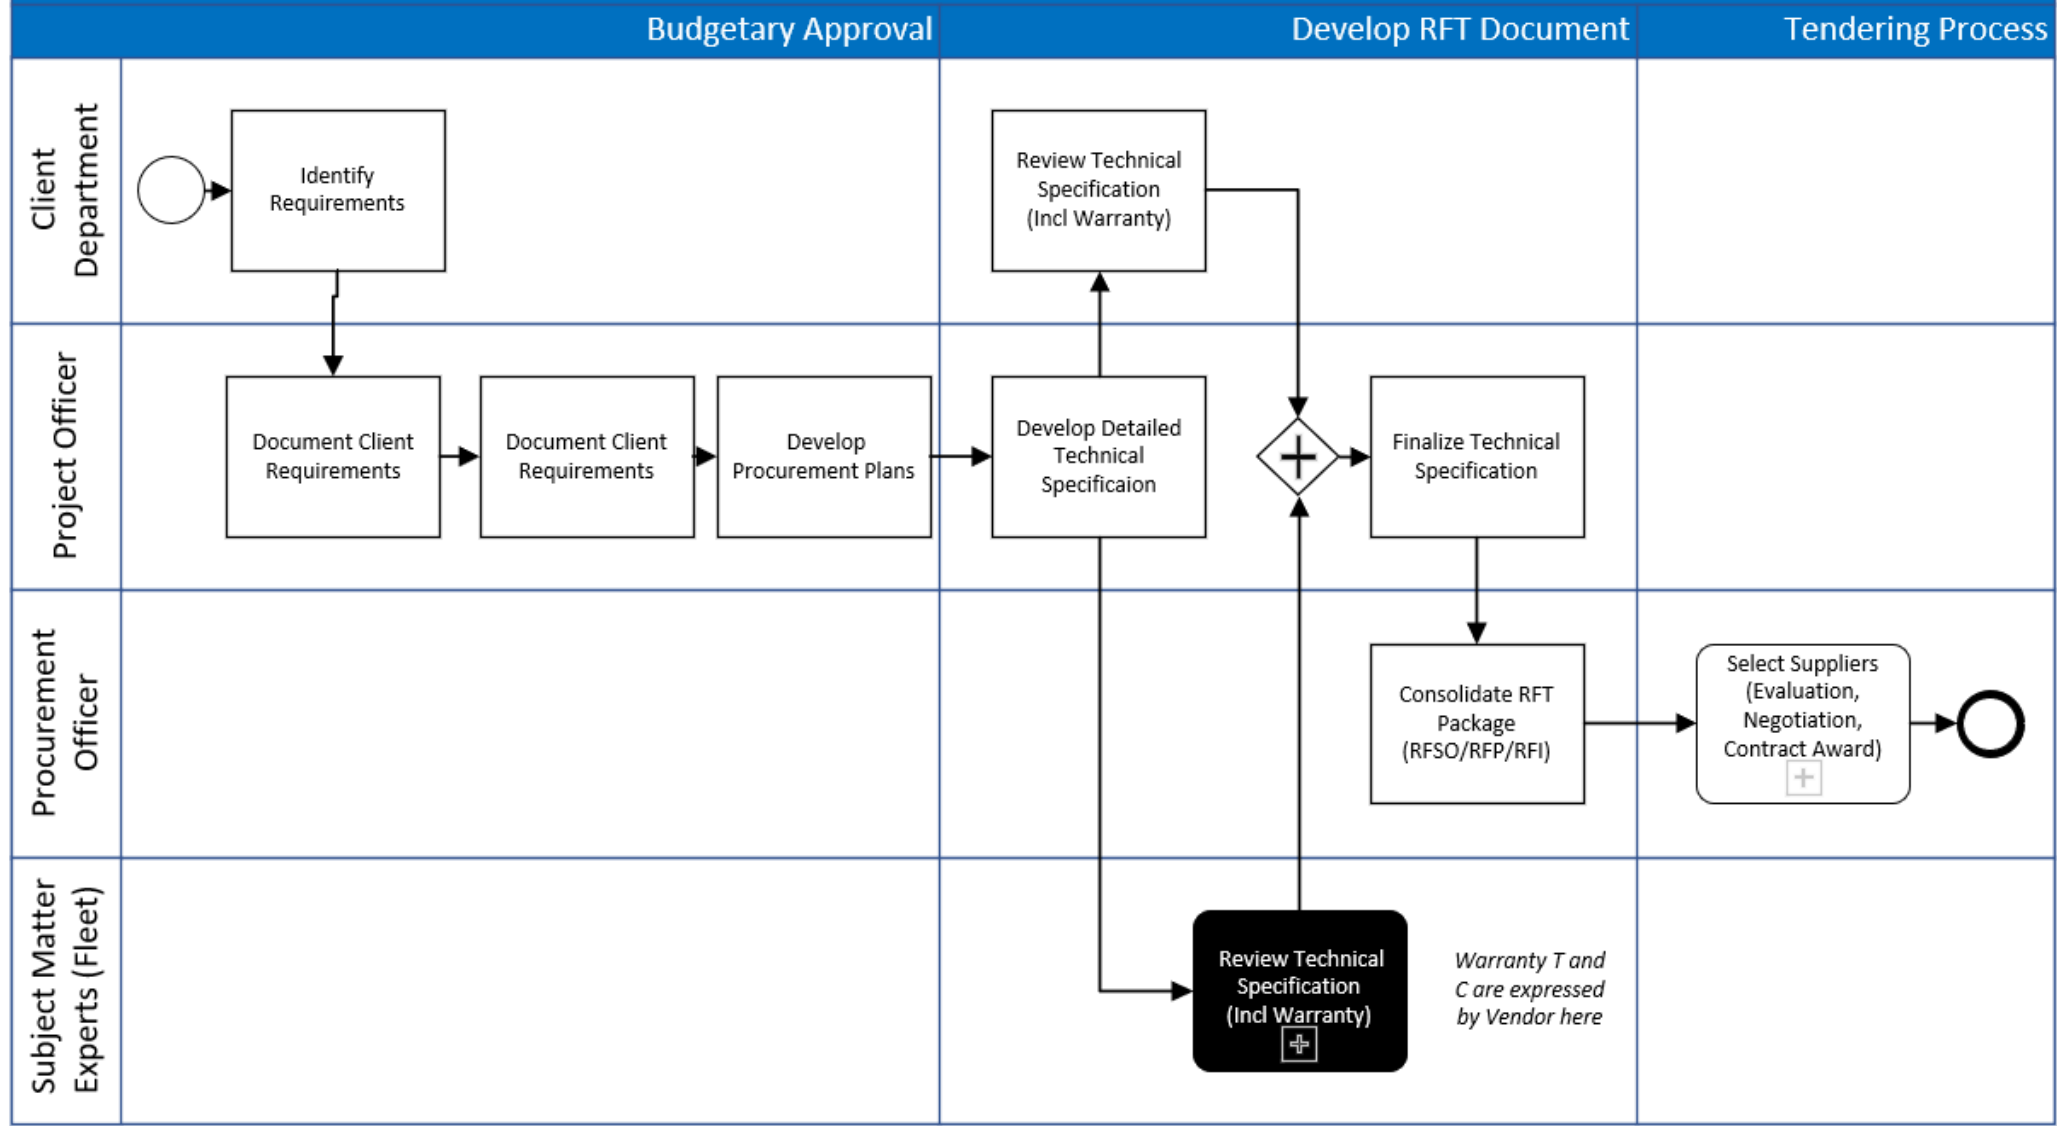 Budgetary Approval
Develop RFT Document
Tendering Process
Client
Department
Identify
Requirements
Review Technical
Specification
(Incl Warranty)
Project Officer
Document Client
Requirements
Document Client
Requirements
Develop
Procurement Plans
Develop Detailed
Technical
Specificaion
Finalize Technical
Specification
Procurement
Officer
Consolidate RFT
Package
(RFSO/RFP/RFI)
Select Suppliers
(Evaluation,
Negotiation,
Contract Award)
Subject Matter
Experts (Fleet)
Review Technical
Specification
(Incl Warranty)
Warranty T and
C are expressed
by Vendor here